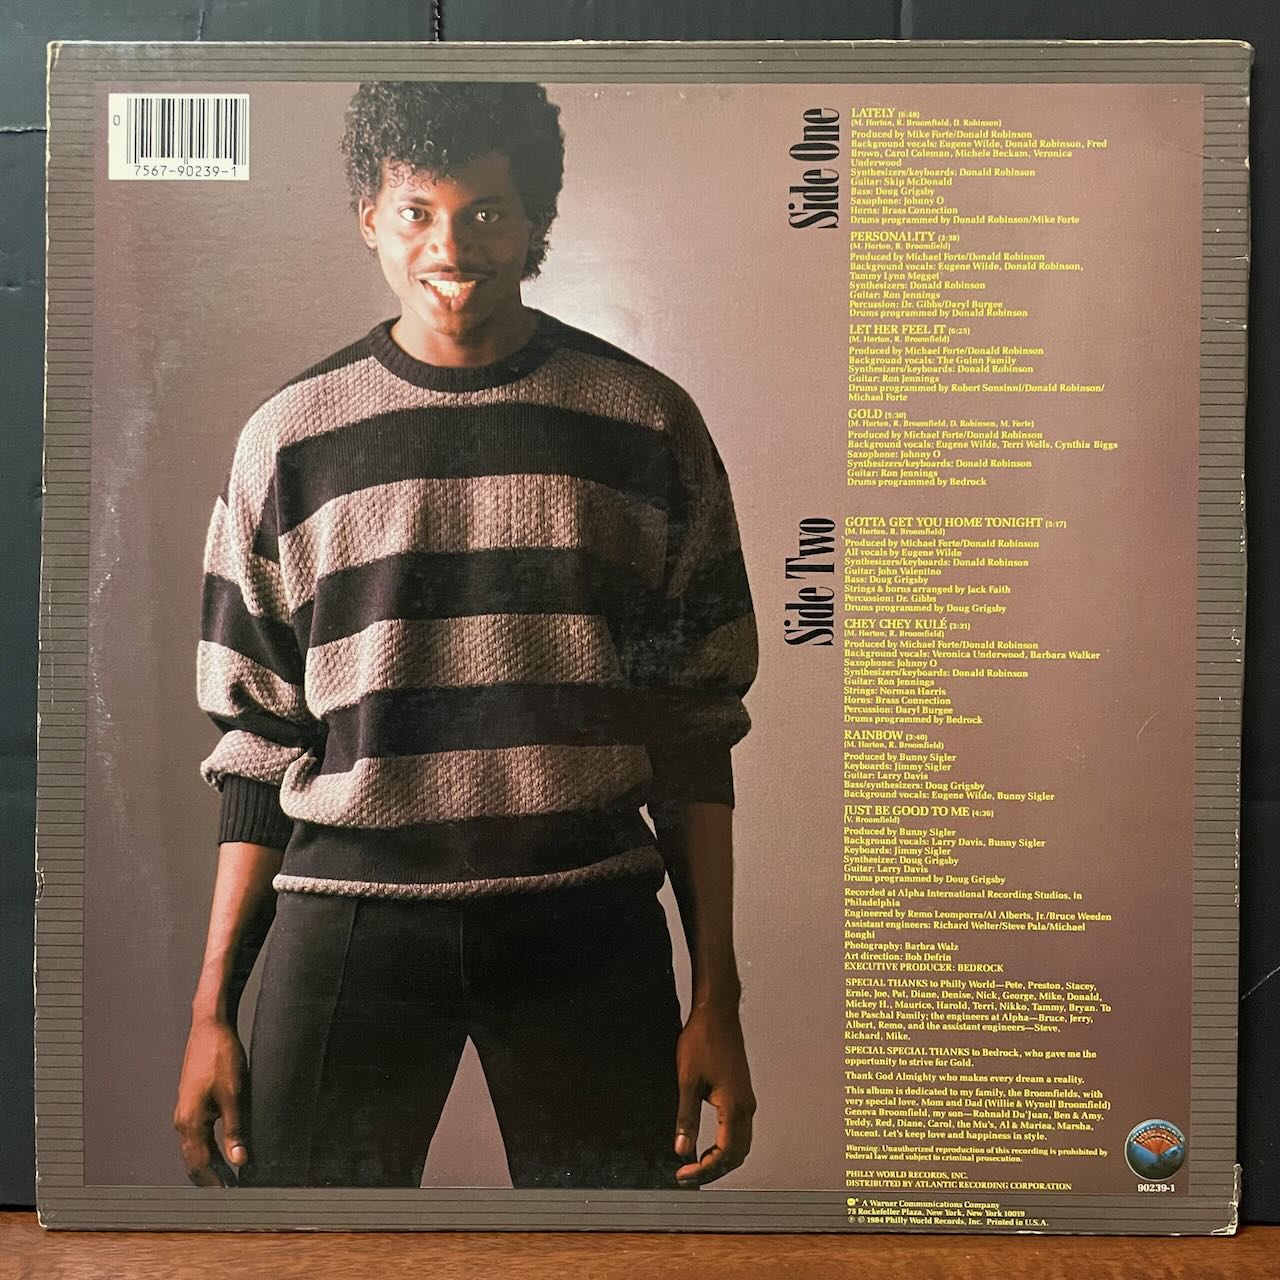 0
7567-90239-1
Side One
LATELY (6:48)
(M. Horton, R. Broomfield, D. Robinson)
Produced by Mike Forte/Donald Robinson
Background vocals: Eugene Wilde, Donald Robinson, Fred
Brown, Carol Coleman, Michele Beckam, Veronica
Underwood
Synthesizers/keyboards: Donald Robinson
Guitar: Skip McDonald
Bass: Doug Grigsby
Saxophone: Johnny O
Horns: Brass Connection
Drums programmed by Donald Robinson/Mike Forte
PERSONALITY (3:38)
(M. Horton, R. Broomfield)
Produced by Michael Forte/Donald Robinson
Background vocals: Eugene Wilde, Donald Robinson,
Tammy Lynn Megget
Synthesizers: Donald Robinson
Guitar: Ron Jennings
Percussion: Dr. Gibbs/Daryl Burgee
Drums programmed by Donald Robinson
LET HER FEEL IT (6:25)
(M. Horton, R. Broomfield)
Produced by Michael Forte/Donald Robinson
Background vocals: The Guinn Family
Synthesizers/keyboards: Donald Robinson
Guitar: Ron Jennings
Drums programmed by Robert Sonsinni/Donald Robinson/
Michael Forte
GOLD (5:30)
(M. Horton, R. Broomfield, D. Robinson, M. Forte)
Produced by Michael Forte/Donald Robinson
Background vocals: Eugene Wilde, Terri Wells, Cynthia Biggs
Saxophone: Johnny O
Synthesizers/keyboards: Donald Robinson
Guitar: Ron Jennings
Drums programmed by Bedrock
Side Two
GOTTA GET YOU HOME TONIGHT (5:17)
(M. Horton, R. Broomfield)
Produced by Michael Forte/Donald Robinson
All vocals by Eugene Wilde
Synthesizers/keyboards: Donald Robinson
Guitar: John Valentino
Bass: Doug Grigsby
Strings & horns arranged by Jack Faith
Percussion: Dr. Gibbs
Drums programmed by Doug Grigsby
CHEY CHEY KULÉ (3:31)
(M. Horton, R. Broomfield)
Produced by Michael Forte/Donald Robinson
Background vocals: Veronica Underwood, Barbara Walker
Saxophone: Johnny O
Synthesizers/keyboards: Donald Robinson
Guitar: Ron Jennings
Strings: Norman Harris
Horns: Brass Connection
Percussion: Daryl Burgee
Drums programmed by Bedrock
RAINBOW (3:40)
(M. Horton, R. Broomfield)
Produced by Bunny Sigler
Keyboards: Jimmy Sigler
Guitar: Larry Davis
Bass/synthesizers: Doug Grigsby
Background vocals: Eugene Wilde, Bunny Sigler
JUST BE GOOD TO ME (4:36)
(V. Broomfield)
Produced by Bunny Sigler
Background vocals: Larry Davis, Bunny Sigler
Keyboards: Jimmy Sigler
Synthesizer: Doug Grigsby
Guitar: Larry Davis
Drums programmed by Doug Grigsby
Recorded at Alpha International Recording Studios, in
Philadelphia
Engineered by Remo Leomporra/Al Alberts, Jr./Bruce Weeden
Assistant engineers: Richard Welter/Steve Pala/Michael
Bonghi
Photography: Barbra Walz
Art direction: Bob Defrin
EXECUTIVE PRODUCER: BEDROCK
SPECIAL THANKS to Philly World—Pete, Preston, Stacey,
Ernie, Joe, Pat, Diane, Denise, Nick, George, Mike, Donald,
Mickey H., Maurice, Harold, Terri, Nikko, Tammy, Bryan. To
the Paschal Family; the engineers at Alpha—Bruce, Jerry,
Albert, Remo, and the assistant engineers—Steve,
Richard, Mike.
SPECIAL SPECIAL THANKS to Bedrock, who gave me the
opportunity to strive for Gold.
Thank God Almighty who makes every dream a reality.
This album is dedicated to my family, the Broomfields, with
very special love. Mom and Dad (Willie & Wynell Broomfield)
Geneva Broomfield, my son—Rohnald Du'Juan, Ben & Amy,
Teddy, Red, Diane, Carol, the Mu's, Al & Mariea, Marsha,
Vincent. Let's keep love and happiness in style.
Warning: Unauthorized reproduction of this recording is prohibited by
Federal law and subject to criminal prosecution.
PHILLY WORLD RECORDS, INC.
DISTRIBUTED BY ATLANTIC RECORDING CORPORATION
90239-1
A Warner Communications Company
75 Rockefeller Plaza, New York, New York 10019
℗ © 1984 Philly World Records, Inc. Printed in U.S.A.